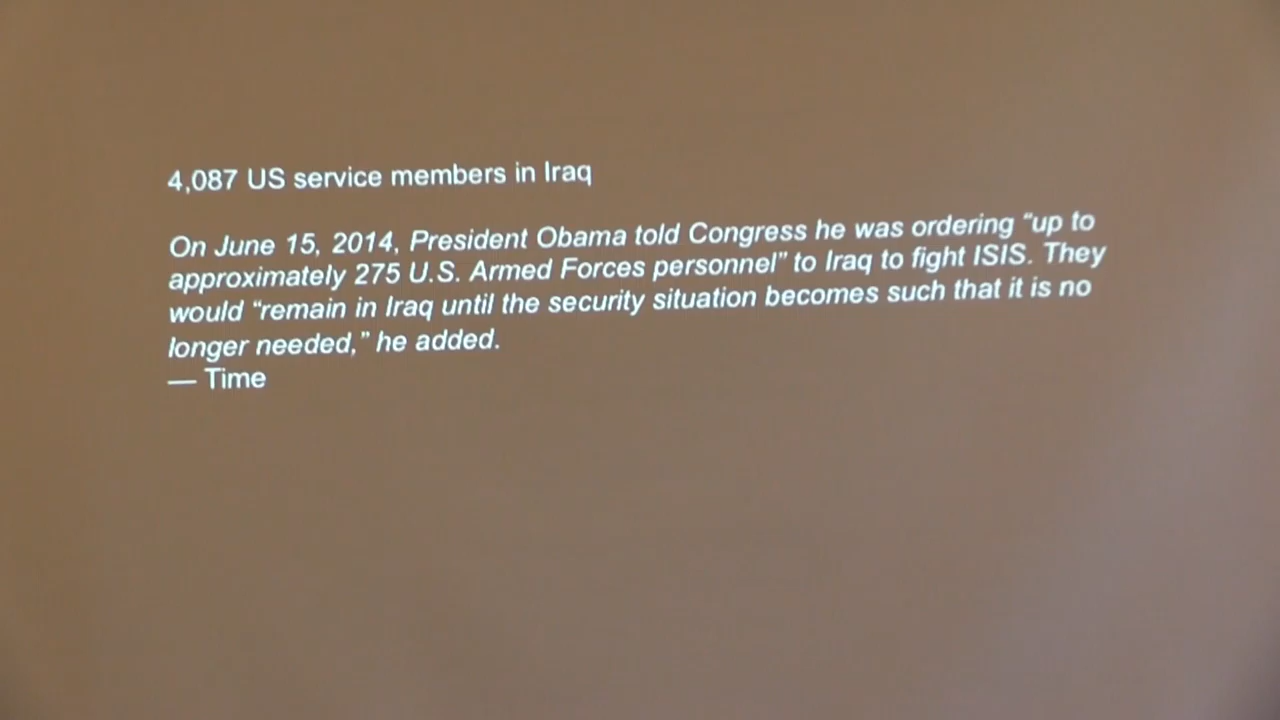 4,087 US service members in Iraq
On June 15, 2014, President Obama told Congress he was ordering “up to
approximately 275 U.S. Armed Forces personnel” to Iraq to fight ISIS. They
would “remain in Iraq until the security situation becomes such that it is no
longer needed,” he added.
— Time